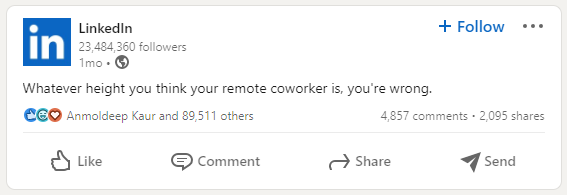 in
LinkedIn
+ Follow
23,484,360 followers
1mo •
Whatever height you think your remote coworker is, you're wrong.
Anmoldeep Kaur and 89,511 others
4,857 comments • 2,095 shares
Like
Comment
Share
Send